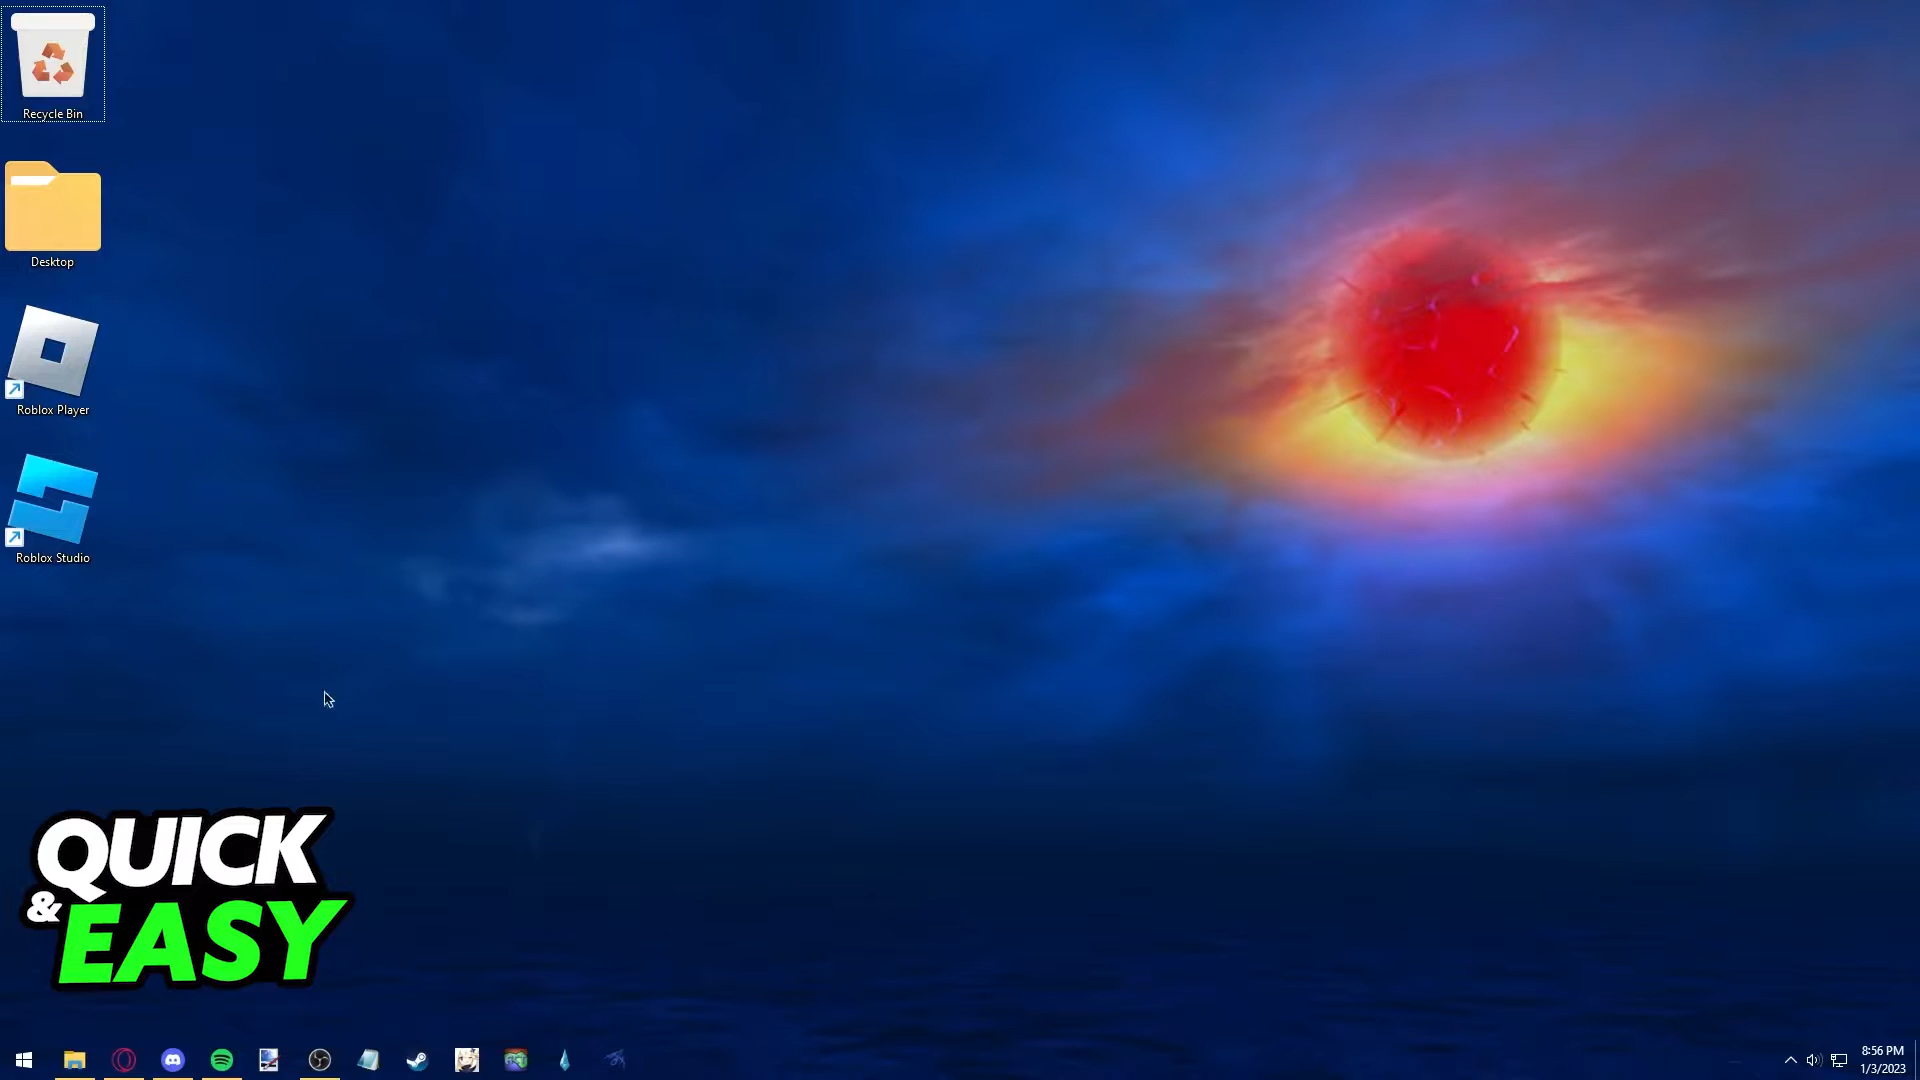 Recycle Bin
Desktop
Roblox Player
Roblox Studio
QUICK
& EASY
8:56 PM
1/3/2023